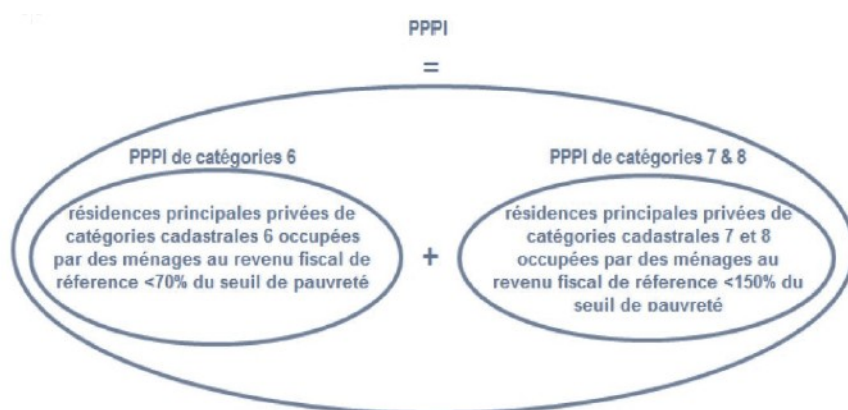 PPPI
=
PPPI de catégories 6
résidences principales privées de
catégories cadastrales 6 occupées
par des ménages au revenu fiscal de
réference <70% du seuil de pauvreté
+
PPPI de catégories 7 & 8
résidences principales privées de
catégories cadastrales 7 et 8
occupées par des ménages au
revenu fiscal de réference <150% du
seuil de pauvreté